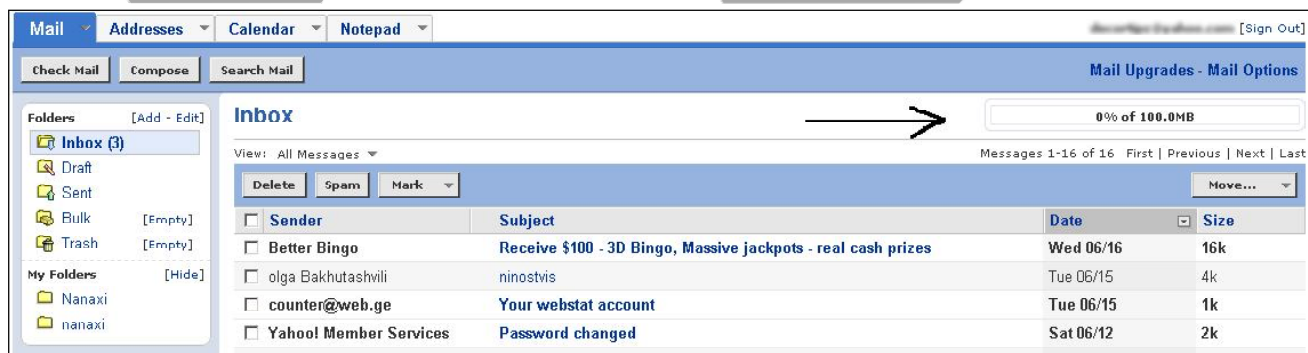 Mail Addresses Calendar Notepad [Sign Out]
Check Mail Compose Search Mail Mail Upgrades - Mail Options
Folders [Add - Edit]
Inbox (3)
Draft
Sent
Bulk [Empty]
Trash [Empty]
My Folders [Hide]
Nanaxi
nanaxi
Inbox 0% of 100.0MB
View: All Messages Messages 1-16 of 16 First | Previous | Next | Last
Delete Spam Mark Move...
Sender Subject Date Size
Better Bingo Receive $100 - 3D Bingo, Massive jackpots - real cash prizes Wed 06/16 16k
olga Bakhutashvili ninostvis Tue 06/15 4k
counter@web.ge Your webstat account Tue 06/15 1k
Yahoo! Member Services Password changed Sat 06/12 2k